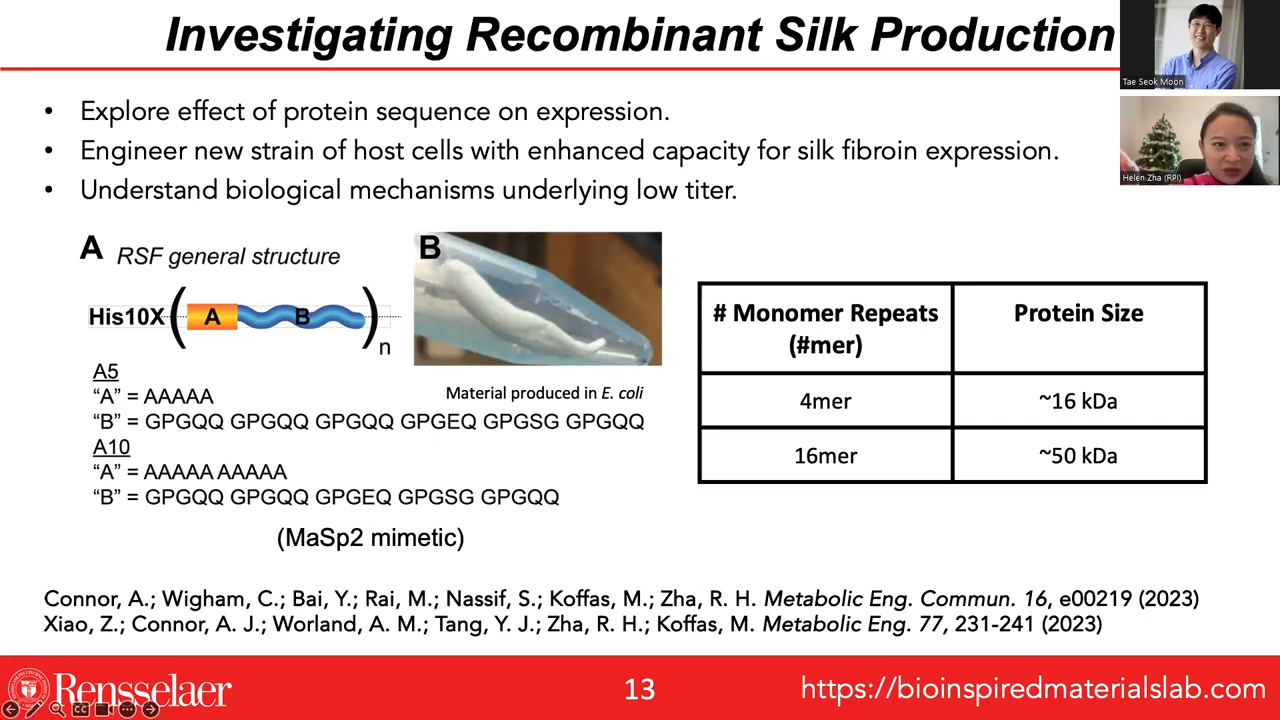 Investigating Recombinant Silk Production
Tae Seok Moon
Helen Zha (RPI)
• Explore effect of protein sequence on expression.
• Engineer new strain of host cells with enhanced capacity for silk fibroin expression.
• Understand biological mechanisms underlying low titer.
A RSF general structure
His10X ( A B ) n
A5
“A” = AAAAA
“B” = GPGQQ GPGQQ GPGQQ GPGEQ GPGSG GPGQQ
A10
“A” = AAAAA AAAAA
“B” = GPGQQ GPGQQ GPGEQ GPGSG GPGQQ
(MaSp2 mimetic)
B
Material produced in E. coli
# Monomer Repeats (#mer) Protein Size
4mer ~16 kDa
16mer ~50 kDa
Connor, A.; Wigham, C.; Bai, Y.; Rai, M.; Nassif, S.; Koffas, M.; Zha, R. H. Metabolic Eng. Commun. 16, e00219 (2023)
Xiao, Z.; Connor, A. J.; Worland, A. M.; Tang, Y. J.; Zha, R. H.; Koffas, M. Metabolic Eng. 77, 231-241 (2023)
Rensselaer
13
https://bioinspiredmaterialslab.com